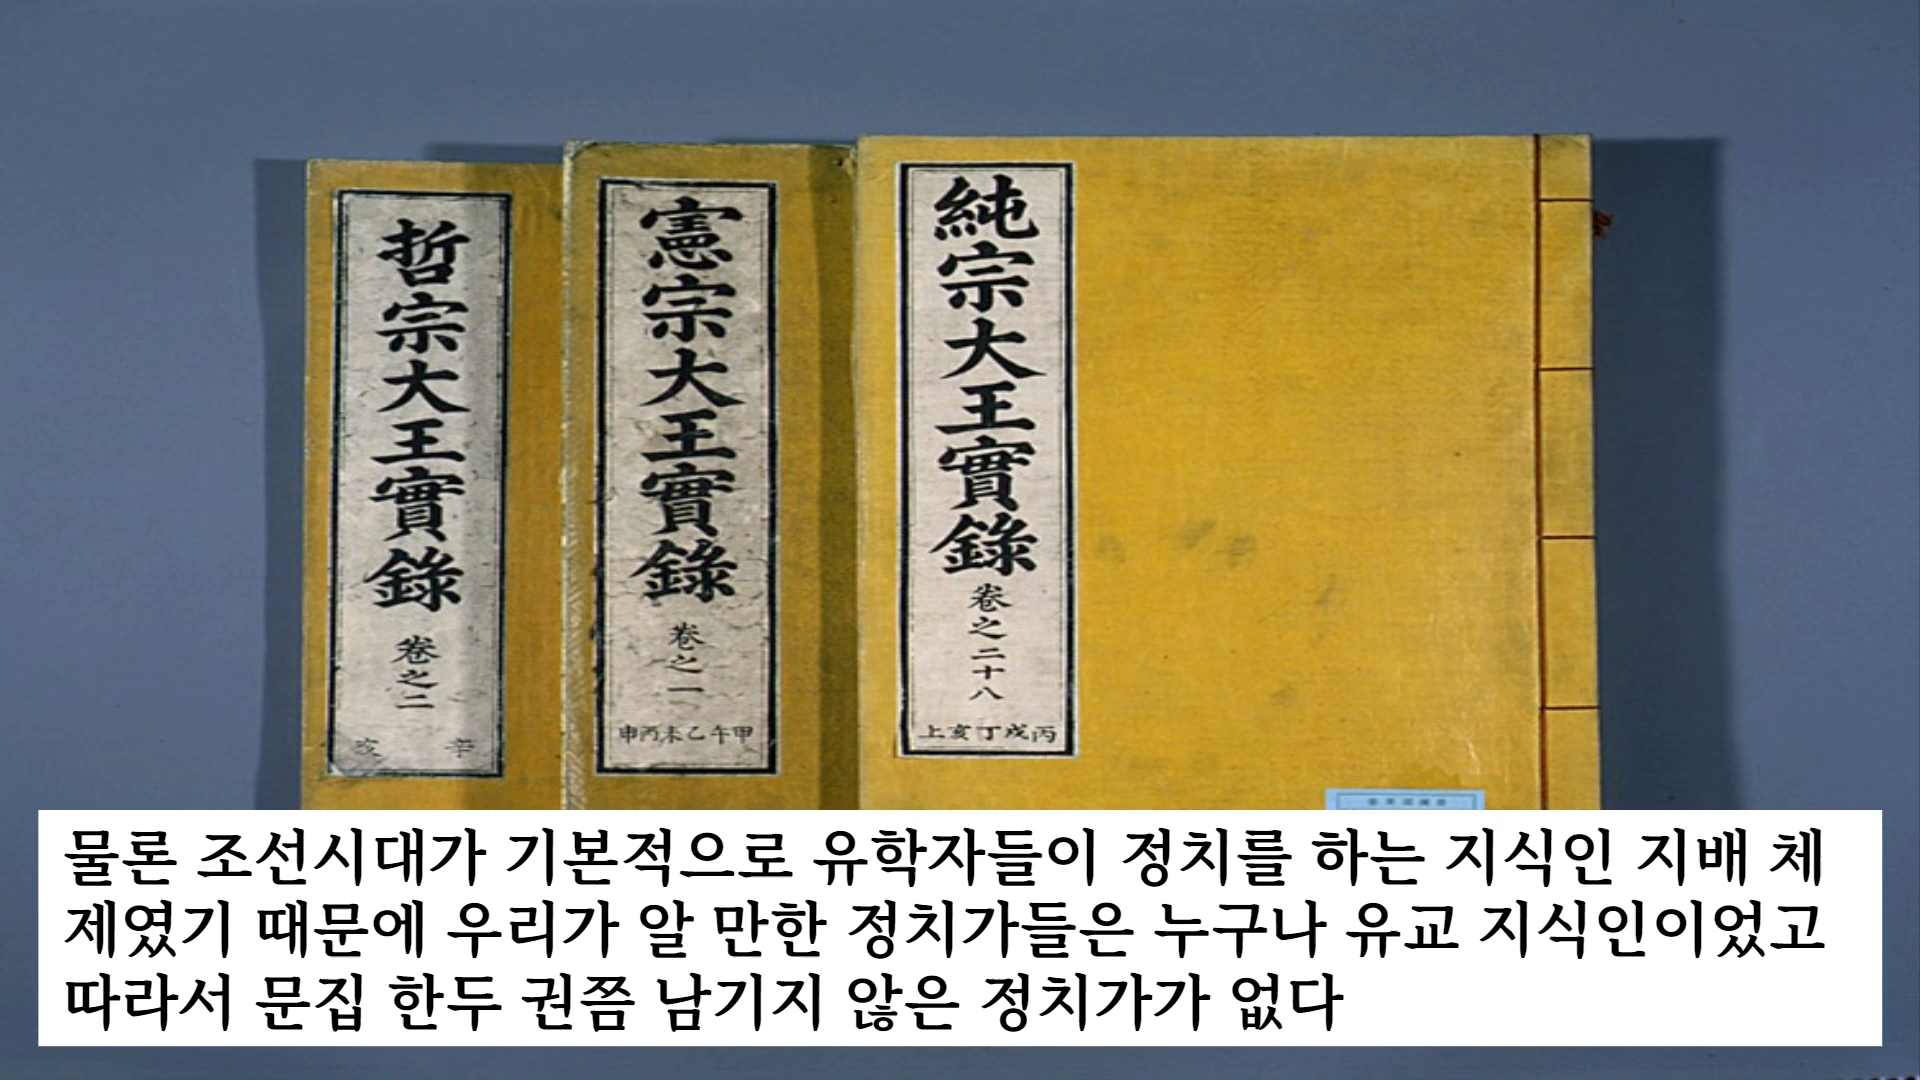 哲宗大王實錄 卷之二
辛亥
憲宗大王實錄 卷之一
甲午乙未丙申
純宗大王實錄 卷之二十八
丙戌丁亥上
물론 조선시대가 기본적으로 유학자들이 정치를 하는 지식인 지배 체
제였기 때문에 우리가 알 만한 정치가들은 누구나 유교 지식인이었고
따라서 문집 한두 권쯤 남기지 않은 정치가가 없다